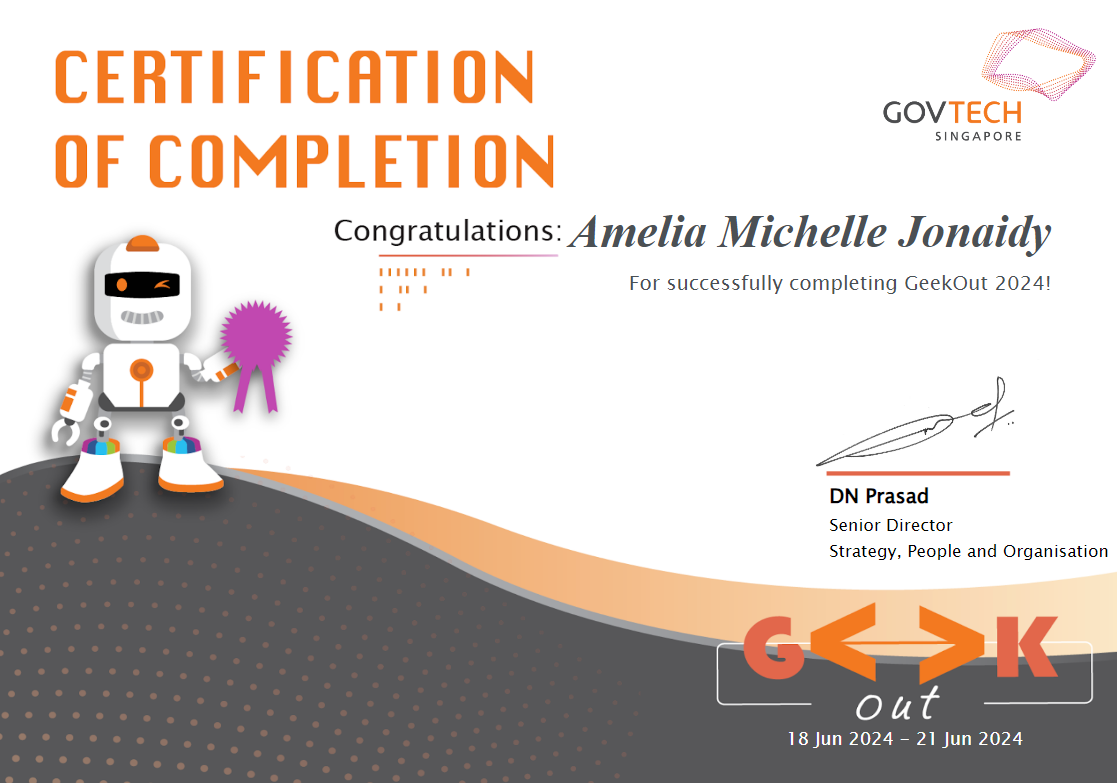 CERTIFICATION
OF COMPLETION
GOVTECH
SINGAPORE
Congratulations: Amelia Michelle Jonaidy
For successfully completing GeekOut 2024!
DN Prasad
Senior Director
Strategy, People and Organisation
G<>K
out
18 Jun 2024 – 21 Jun 2024